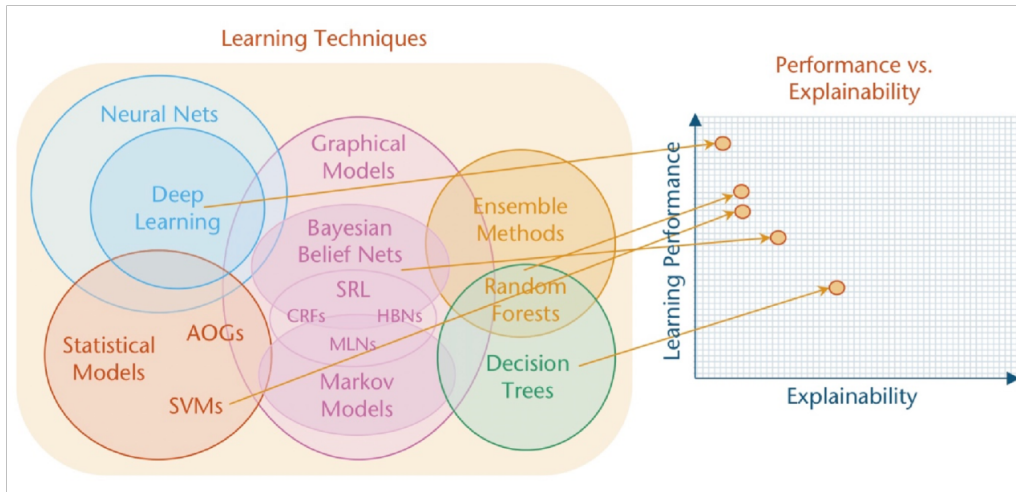 Learning Techniques
Neural Nets
Deep
Learning
Graphical
Models
Bayesian
Belief Nets
SRL
CRFs
HBNs
MLNs
Markov
Models
Statistical
Models
AOGs
SVMs
Ensemble
Methods
Random
Forests
Decision
Trees
Performance vs.
Explainability
Learning Performance
Explainability